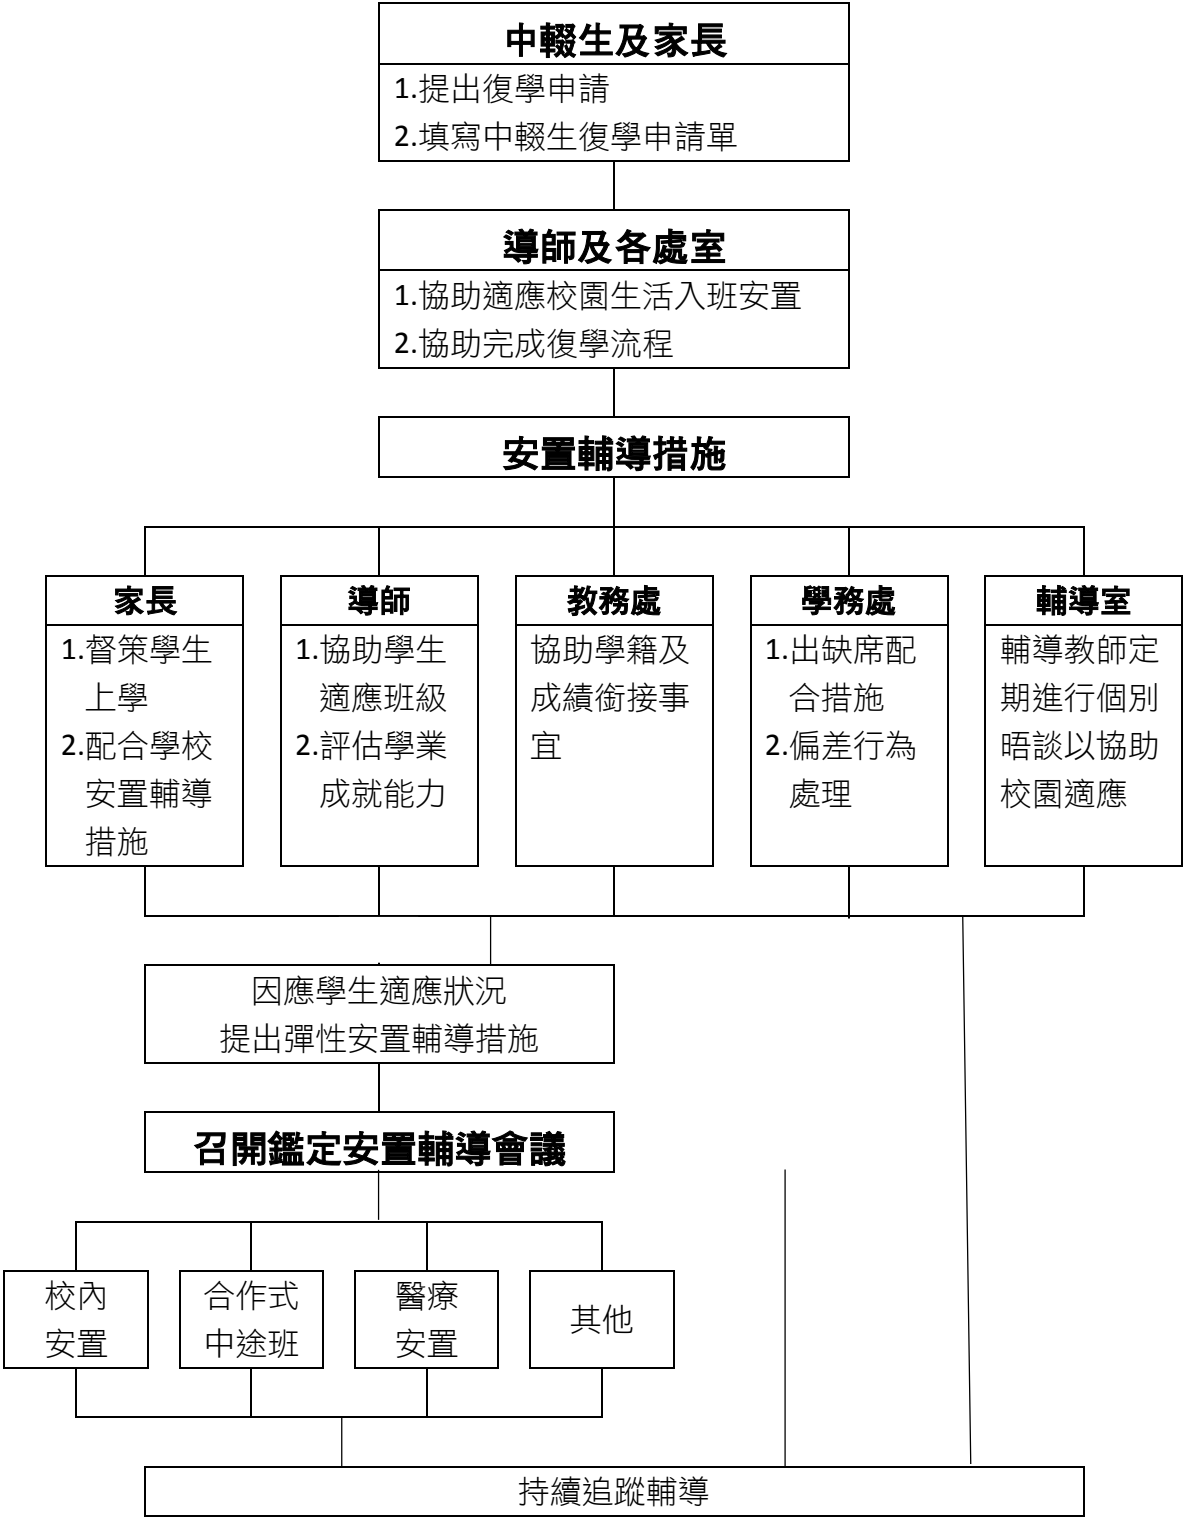 中輟生及家長
1.提出復學申請
2.填寫中輟生復學申請單
導師及各處室
1.協助適應校園生活入班安置
2.協助完成復學流程
安置輔導措施
家長
1.督策學生
上學
2.配合學校
安置輔導
措施
導師
1.協助學生
適應班級
2.評估學業
成就能力
教務處
協助學籍及
成績銜接事
宜
學務處
1.出缺席配
合措施
2.偏差行為
處理
輔導室
輔導教師定
期進行個別
晤談以協助
校園適應
因應學生適應狀況
提出彈性安置輔導措施
召開鑑定安置輔導會議
校內
安置
合作式
中途班
醫療
安置
其他
持續追蹤輔導